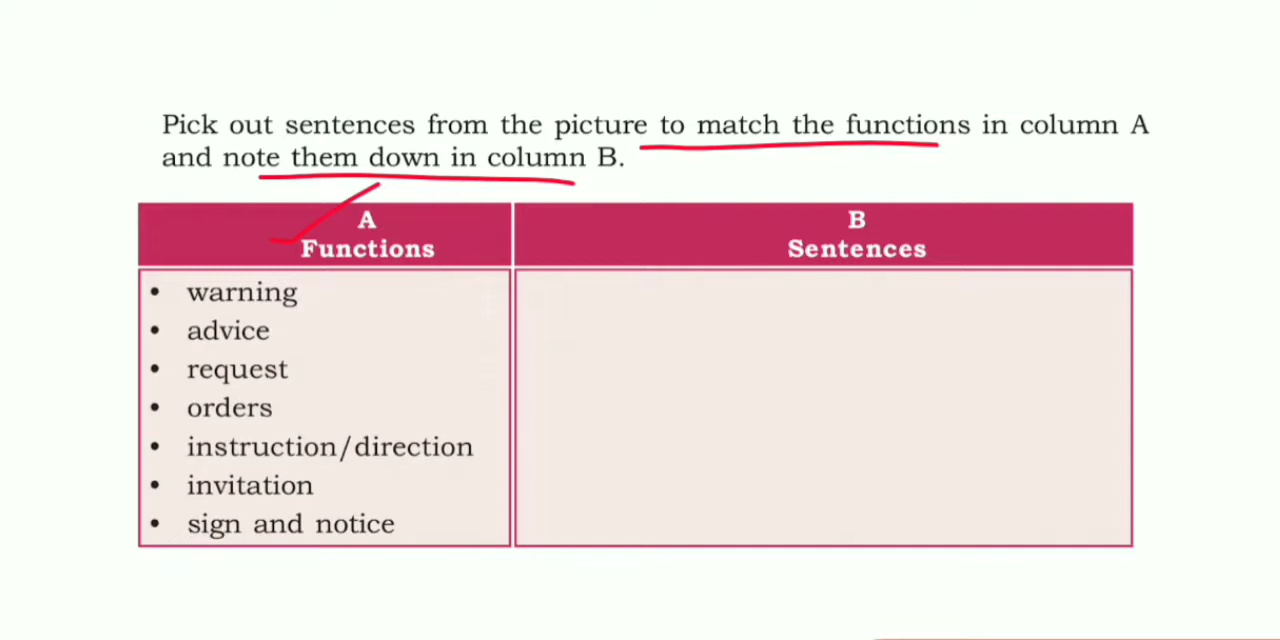 Pick out sentences from the picture to match the functions in column A
and note them down in column B.
A
Functions
B
Sentences
• warning
• advice
• request
• orders
• instruction/direction
• invitation
• sign and notice